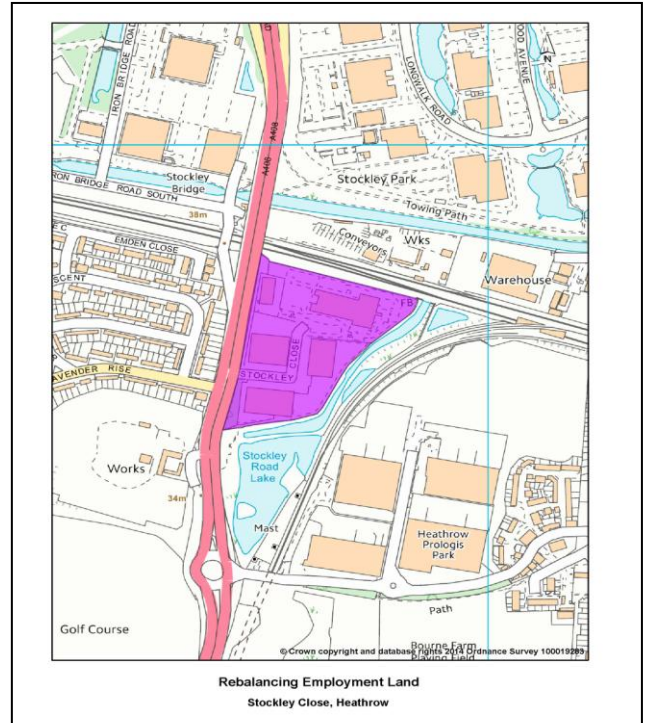 IRON BRIDGE ROAD
A408
A408
LONGWALK ROAD
WOOD AVENUE
N
Stockley
Bridge
Stockley Park
IRON BRIDGE ROAD SOUTH
Towing Path
38m
Conveyors
Wks
EMDEN CLOSE
Warehouse
FB
STOCKLEY CLOSE
LAVENDER RISE
Works
Stockley
Road
Lake
34m
Mast
Heathrow
Prologis
Park
Path
Golf Course
Bourne Farm
Playing Field
© Crown copyright and database rights 2014 Ordnance Survey 100019283
Rebalancing Employment Land
Stockley Close, Heathrow